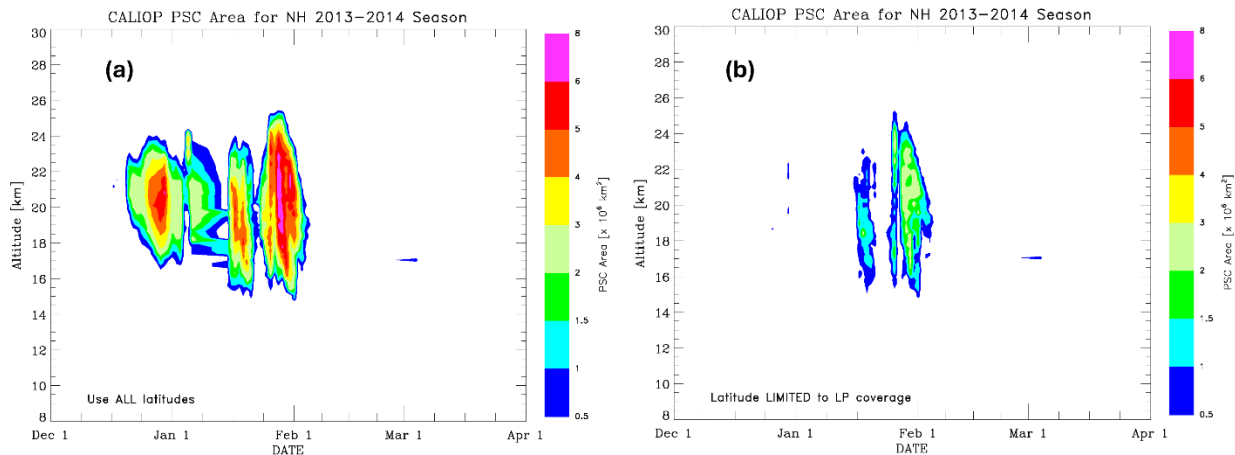 CALIOP PSC Area for NH 2013-2014 Season
(a)
30
28
26
24
22
20
18
16
14
12
10
8
Altitude [km]
Use ALL latitudes
Dec 1
Jan 1
Feb 1
Mar 1
Apr 1
DATE
8
6
5
4
3
2
1.5
1
0.5
PSC Area [x 10⁶ km²]
CALIOP PSC Area for NH 2013-2014 Season
(b)
30
28
26
24
22
20
18
16
14
12
10
8
Altitude [km]
Latitude LIMITED to LP coverage
Dec 1
Jan 1
Feb 1
Mar 1
Apr 1
DATE
8
6
5
4
3
2
1.5
1
0.5
PSC Area [x 10⁶ km²]